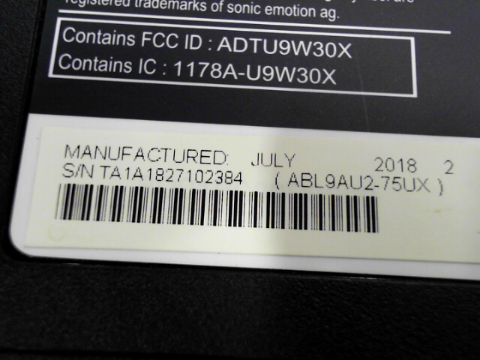 registered trademarks of sonic emotion ag.
Contains FCC ID : ADTU9W30X
Contains IC : 1178A-U9W30X
MANUFACTURED: JULY 2018 2
S/N TA1A1827102384 ( ABL9AU2-75UX )